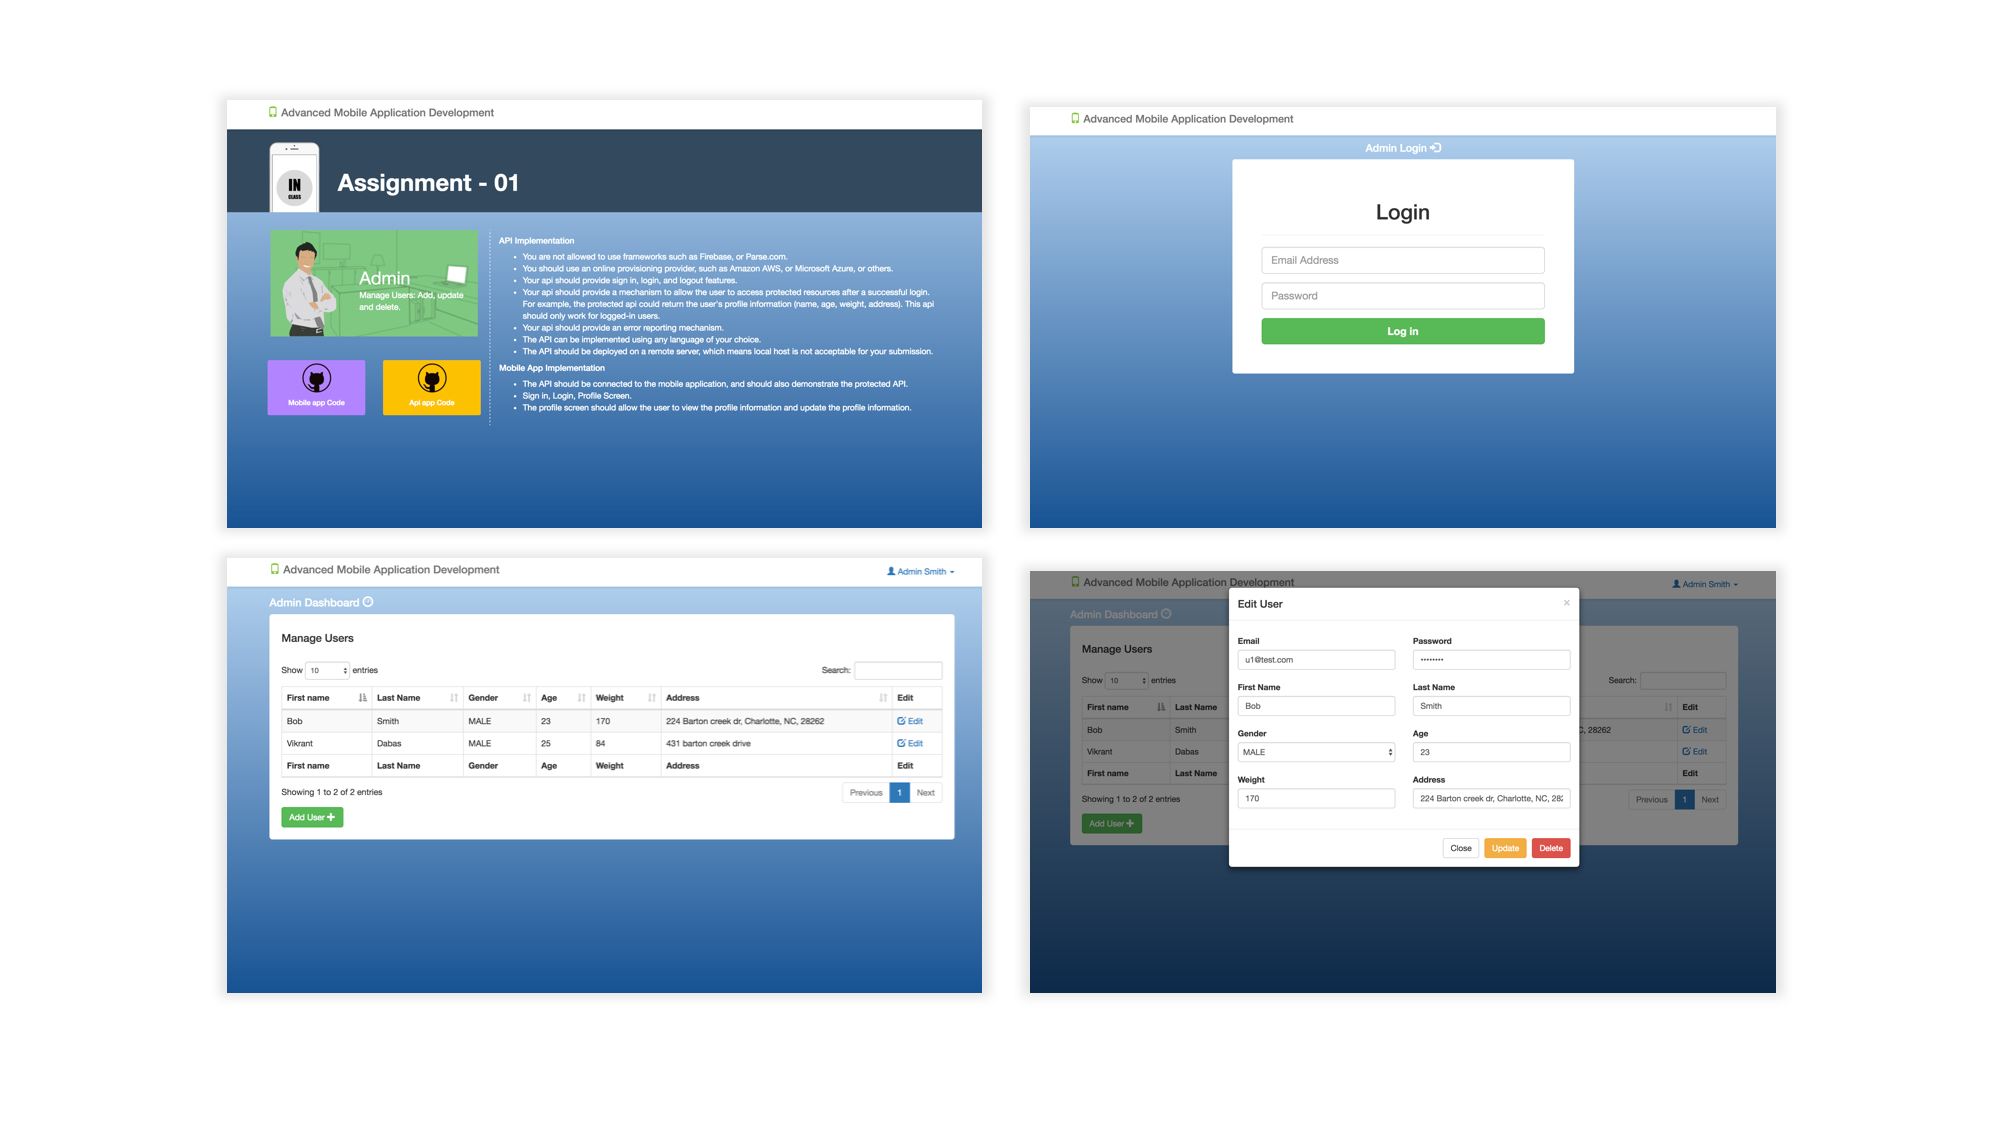 Advanced Mobile Application Development
IN
CLASS
Assignment - 01
Admin
Manage Users: Add, update
and delete.
Mobile app Code
Api app Code
API Implementation
• You are not allowed to use frameworks such as Firebase, or Parse.com.
• You should use an online provisioning provider, such as Amazon AWS, or Microsoft Azure, or others.
• Your api should provide sign in, login, and logout features.
• Your api should provide a mechanism to allow the user to access protected resources after a successful login.
For example, the protected api could return the user's profile information (name, age, weight, address). This api
should only work for logged-in users.
• Your api should provide an error reporting mechanism.
• The API can be implemented using any language of your choice.
• The API should be deployed on a remote server, which means local host is not acceptable for your submission.
Mobile App Implementation
• The API should be connected to the mobile application, and should also demonstrate the protected API.
• Sign in, Login, Profile Screen.
• The profile screen should allow the user to view the profile information and update the profile information.
Advanced Mobile Application Development
Admin Login
Login
Email Address
Password
Log in
Advanced Mobile Application Development
Admin Smith
Admin Dashboard
Manage Users
Show 10 entries
Search:
First name Last Name Gender Age Weight Address Edit
Bob Smith MALE 23 170 224 Barton creek dr, Charlotte, NC, 28262 Edit
Vikrant Dabas MALE 25 84 431 barton creek drive Edit
First name Last Name Gender Age Weight Address Edit
Showing 1 to 2 of 2 entries
Previous 1 Next
Add User +
Advanced Mobile Application Development
Admin Smith
Admin Dashboard
Manage Users
Show 10 entries
Search:
First name Last Name Edit
Bob Smith C, 28262 Edit
Vikrant Dabas Edit
First name Last Name Edit
Showing 1 to 2 of 2 entries
Previous 1 Next
Add User +
Edit User ×
Email Password
u1@test.com ••••••••
First Name Last Name
Bob Smith
Gender Age
MALE 23
Weight Address
170 224 Barton creek dr, Charlotte, NC, 282
Close Update Delete